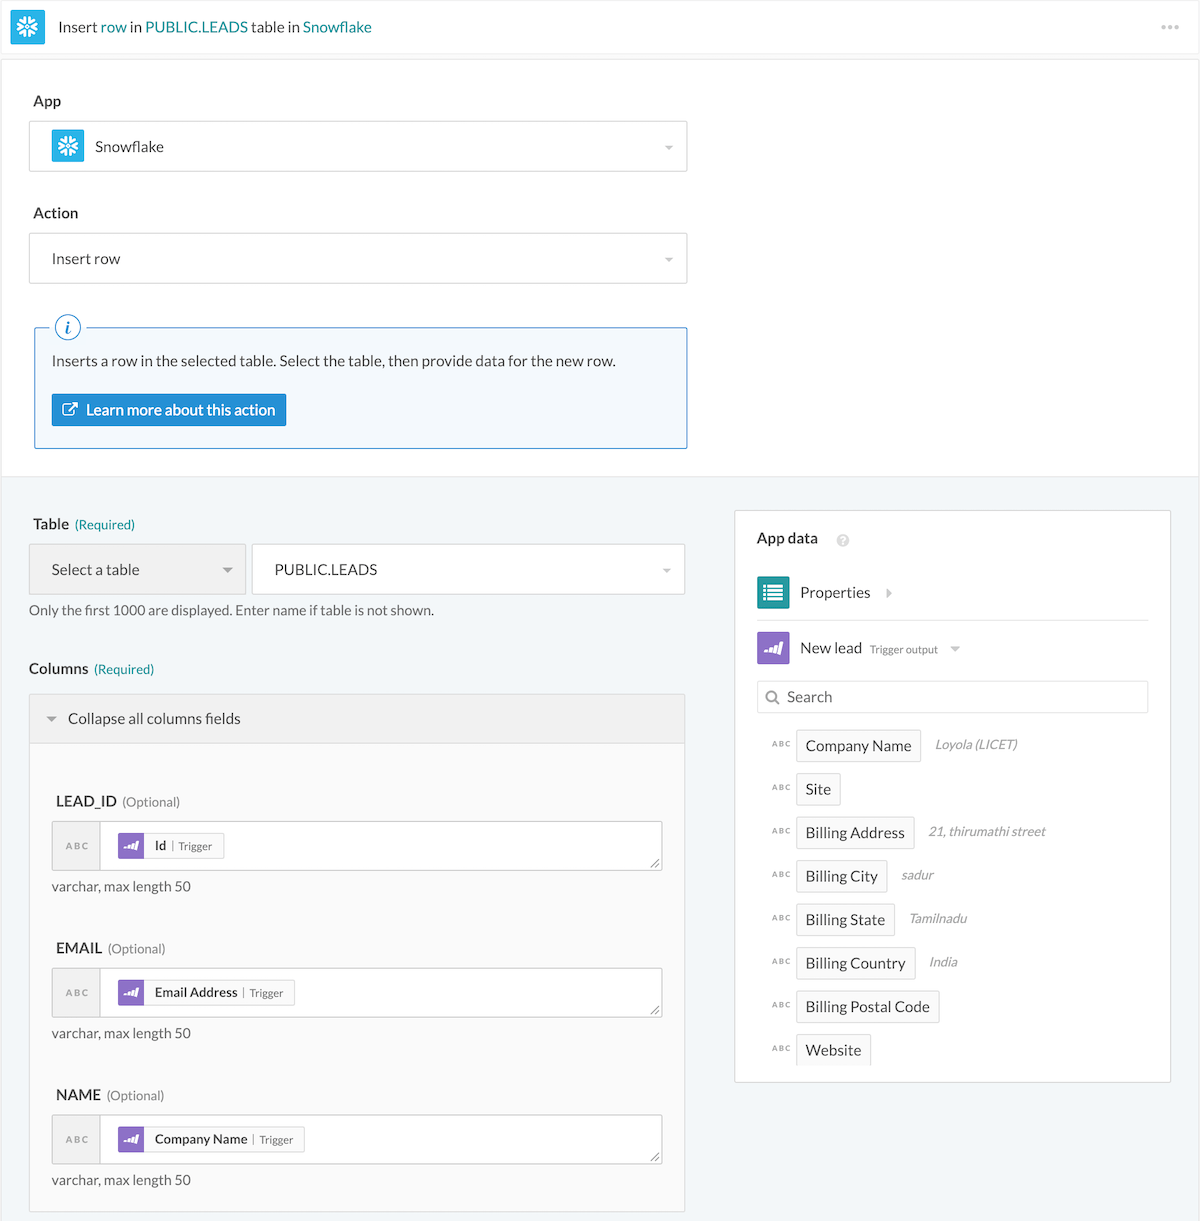 Insert row in PUBLIC.LEADS table in Snowflake
App
Snowflake
Action
Insert row
i
Inserts a row in the selected table. Select the table, then provide data for the new row.
Learn more about this action
Table (Required)
Select a table
PUBLIC.LEADS
Only the first 1000 are displayed. Enter name if table is not shown.
Columns (Required)
Collapse all columns fields
LEAD_ID (Optional)
ABC Id | Trigger
varchar, max length 50
EMAIL (Optional)
ABC Email Address | Trigger
varchar, max length 50
NAME (Optional)
ABC Company Name | Trigger
varchar, max length 50
App data ?
Properties
New lead Trigger output
Search
ABC Company Name Loyola (LICET)
ABC Site
ABC Billing Address 21, thirumathi street
ABC Billing City sadur
ABC Billing State Tamilnadu
ABC Billing Country India
ABC Billing Postal Code
ABC Website